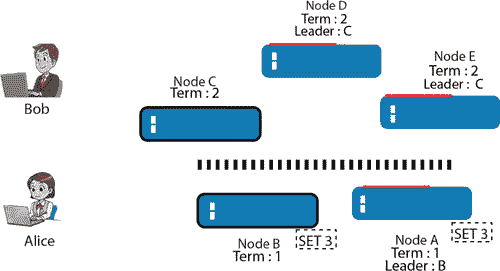 Node D
Term : 2
Leader : C
Bob
Node C
Term : 2
Node E
Term : 2
Leader : C
Alice
Node B
Term : 1
SET 3
Node A
Term : 1
Leader : B
SET 3